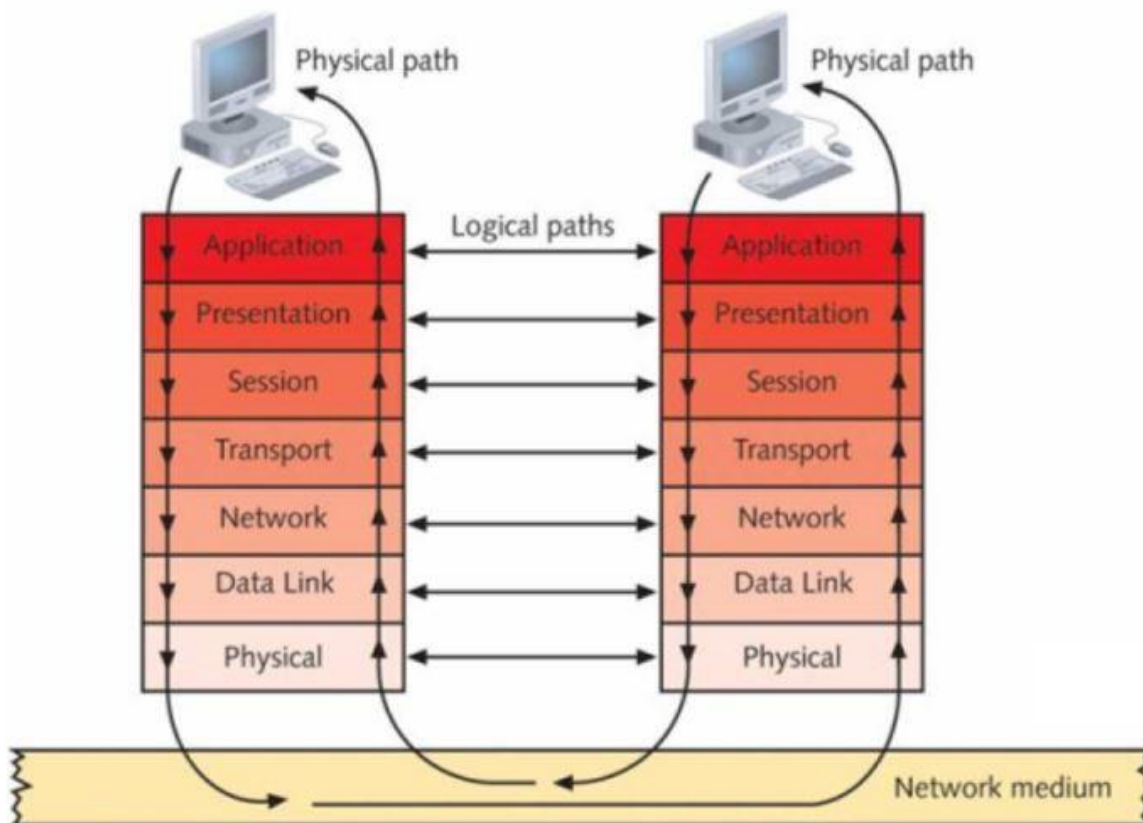 Physical path
Physical path
Logical paths
Application
Application
Presentation
Presentation
Session
Session
Transport
Transport
Network
Network
Data Link
Data Link
Physical
Physical
Network medium